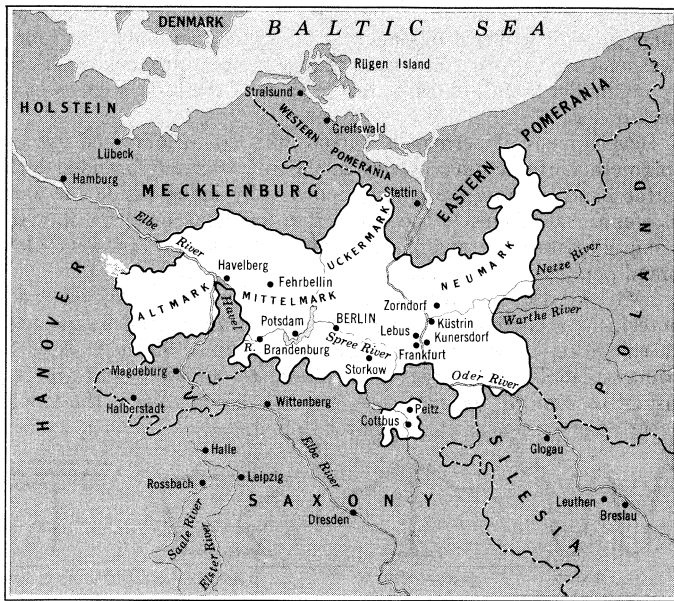 DENMARK
BALTIC SEA
Rügen Island
Stralsund
HOLSTEIN
WESTERN POMERANIA
Greifswald
EASTERN POMERANIA
Lübeck
Hamburg
MECKLENBURG
Stettin
Elbe River
UCKERMARK
POLAND
Havelberg
Fehrbellin
NEUMARK
Netze River
HANOVER
ALTMARK
MITTELMARK
Havel R.
Zorndorf
Warthe River
Potsdam
BERLIN
Küstrin
Lebus
Kunersdorf
Brandenburg
Spree River
Frankfurt
Storkow
Oder River
Magdeburg
Halberstadt
Wittenberg
Peitz
Cottbus
Elbe River
SILESIA
Glogau
Halle
Rossbach
Leipzig
SAXONY
Leuthen
Breslau
Dresden
Saale River
Elster River